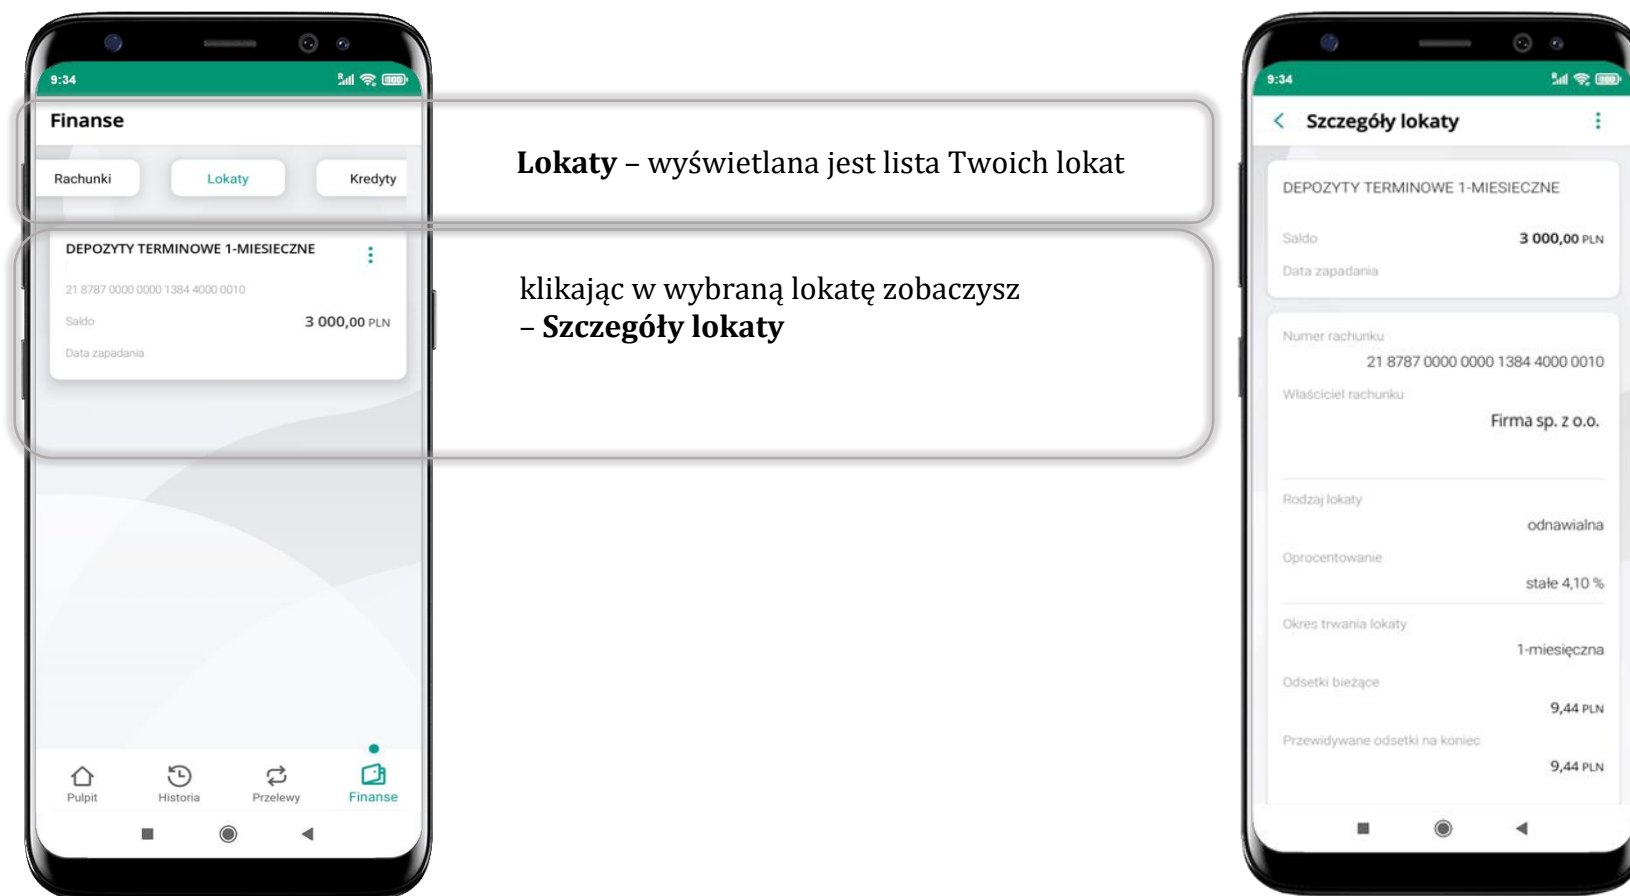 9:34
Finanse
Rachunki Lokaty Kredyty
DEPOZYTY TERMINOWE 1-MIESIECZNE
21 8787 0000 0000 1384 4000 0010
Saldo 3 000,00 PLN
Data zapadania
Pulpit Historia Przelewy Finanse
Lokaty – wyświetlana jest lista Twoich lokat
klikając w wybraną lokatę zobaczysz
– Szczegóły lokaty
9:34
Szczegóły lokaty
DEPOZYTY TERMINOWE 1-MIESIECZNE
Saldo 3 000,00 PLN
Data zapadania
Numer rachunku
21 8787 0000 0000 1384 4000 0010
Właściciel rachunku
Firma sp. z o.o.
Rodzaj lokaty
odnawialna
Oprocentowanie
stałe 4,10 %
Okres trwania lokaty
1-miesięczna
Odsetki bieżące
9,44 PLN
Przewidywane odsetki na koniec
9,44 PLN